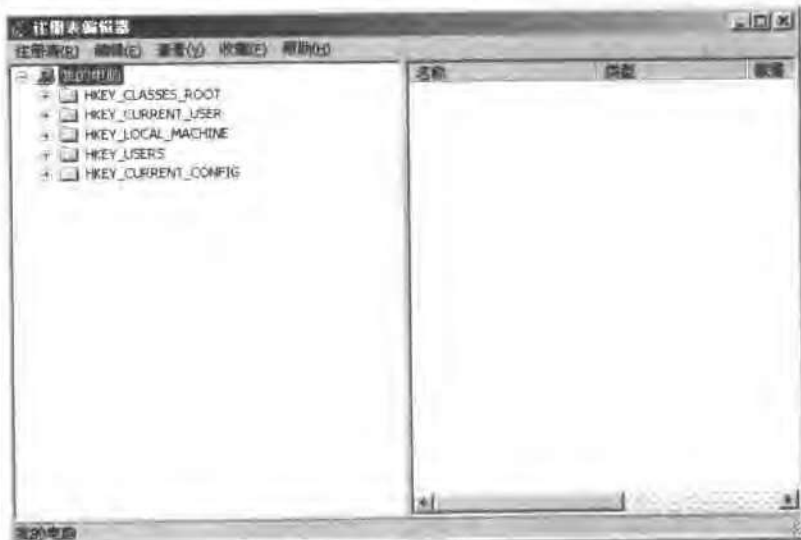 注册表编辑器
注册表(R) 编辑(E) 查看(V) 收藏(F) 帮助(H)
我的电脑
HKEY_CLASSES_ROOT
HKEY_CURRENT_USER
HKEY_LOCAL_MACHINE
HKEY_USERS
HKEY_CURRENT_CONFIG
名称 类型 数据
我的电脑